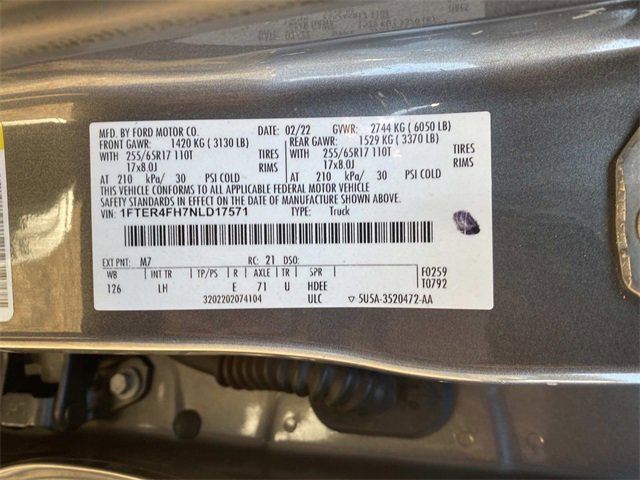 255/65R17 110T
02/22
MFD. BY FORD MOTOR CO. DATE: 02/22 GVWR: 2744 KG ( 6050 LB)
FRONT GAWR: 1420 KG ( 3130 LB) REAR GAWR: 1529 KG ( 3370 LB)
WITH 255/65R17 110T TIRES WITH 255/65R17 110T TIRES
17x8.0J RIMS 17x8.0J RIMS
AT 210 kPa/ 30 PSI COLD AT 210 kPa/ 30 PSI COLD
THIS VEHICLE CONFORMS TO ALL APPLICABLE FEDERAL MOTOR VEHICLE
SAFETY STANDARDS IN EFFECT ON THE DATE OF MANUFACTURE SHOWN ABOVE.
VIN: 1FTER4FH7NLD17571 TYPE: Truck
EXT PNT: M7 RC: 21 DSO:
WB INT TR TP/PS R AXLE TR SPR F0259
126 LH E 71 U HDEE T0792
3202202074104 ULC ▽ 5U5A-3520472-AA